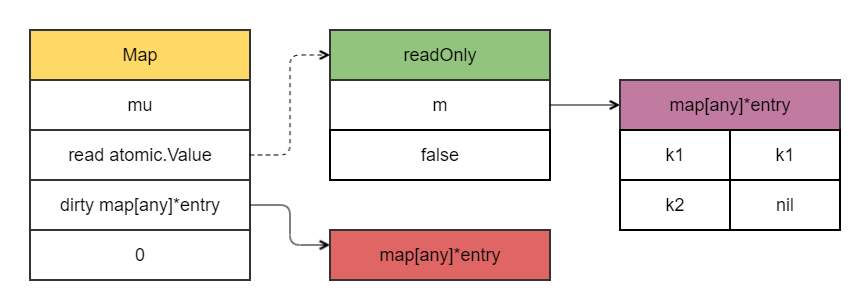 Map
mu
read atomic.Value
dirty map[any]*entry
0
readOnly
m
false
map[any]*entry
map[any]*entry
k1 k1
k2 nil